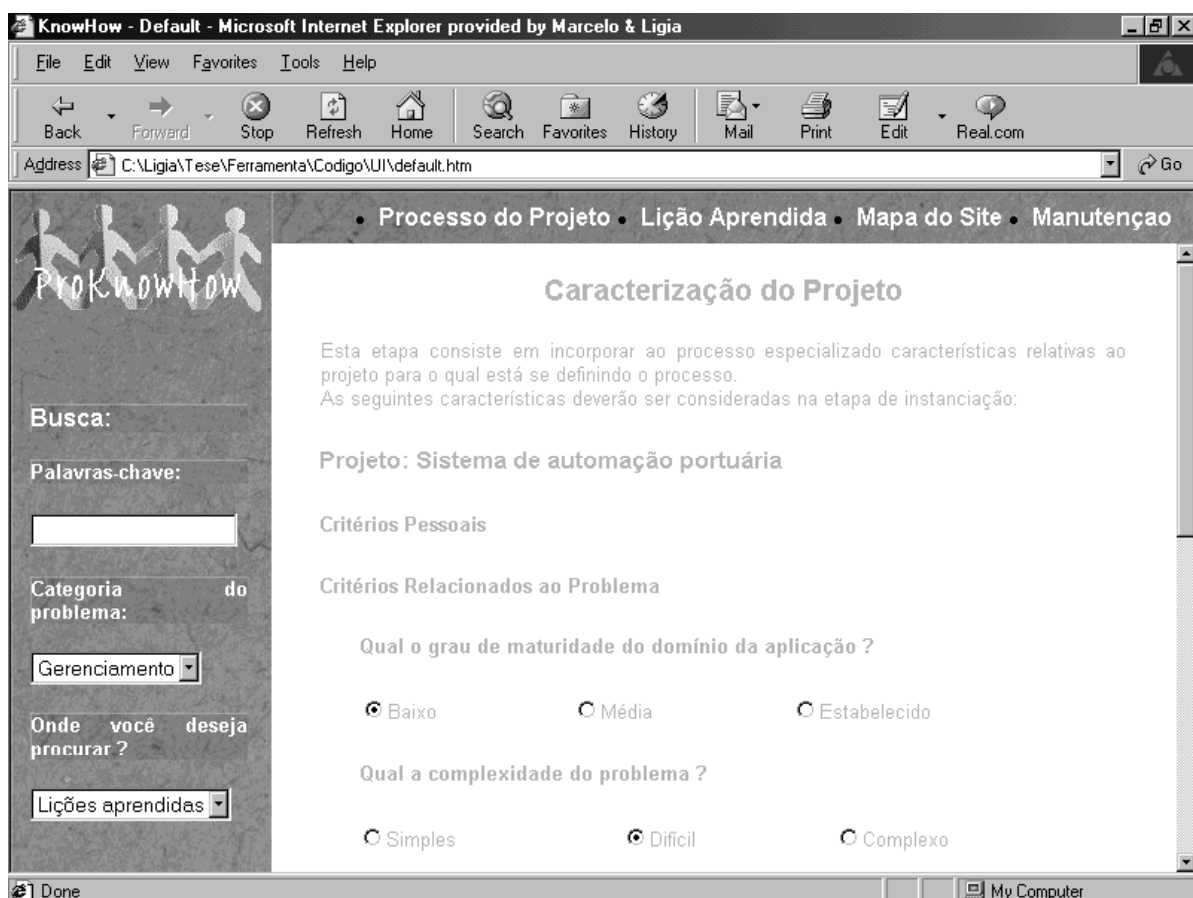 KnowHow - Default - Microsoft Internet Explorer provided by Marcelo & Ligia
File Edit View Favorites Tools Help
Back Forward Stop Refresh Home Search Favorites History Mail Print Edit Real.com
Address C:\Ligia\Tese\Ferramenta\Codigo\UI\default.htm Go
ProKnowHow
• Processo do Projeto • Lição Aprendida • Mapa do Site • Manutençao
Busca:
Palavras-chave:
Categoria do
problema:
Gerenciamento
Onde você deseja
procurar ?
Lições aprendidas
Caracterização do Projeto
Esta etapa consiste em incorporar ao processo especializado características relativas ao
projeto para o qual está se definindo o processo.
As seguintes características deverão ser consideradas na etapa de instanciação:
Projeto: Sistema de automação portuária
Critérios Pessoais
Critérios Relacionados ao Problema
Qual o grau de maturidade do domínio da aplicação ?
Baixo Média Estabelecido
Qual a complexidade do problema ?
Simples Difícil Complexo
Done My Computer